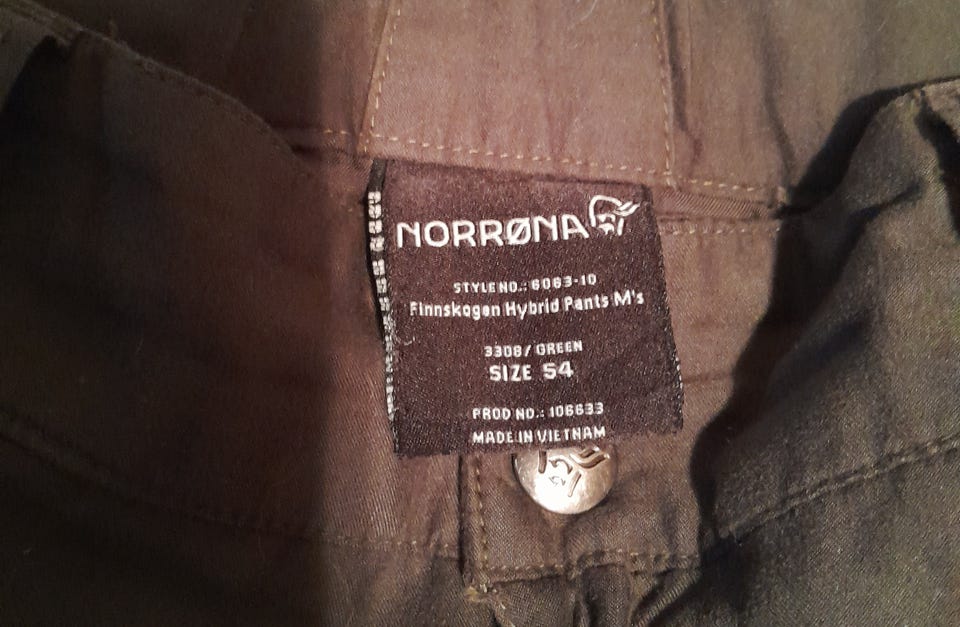 NORRØNA
STYLE NO.: 6063-10
Finnskogen Hybrid Pants M's
3308/ GREEN
SIZE 54
PROD NO.: 106633
MADE IN VIETNAM